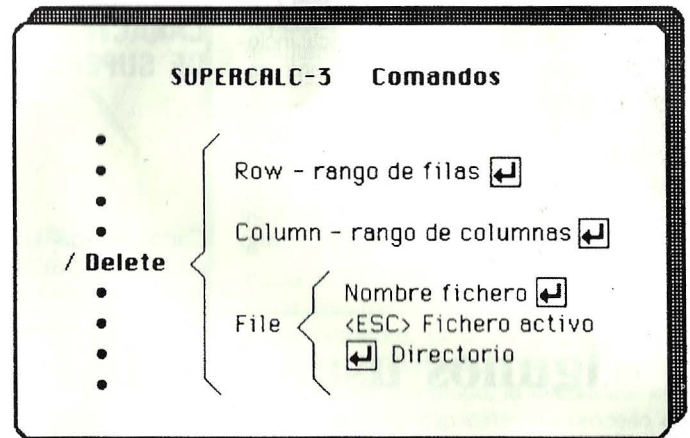 SUPERCALC-3 Comandos
Row - rango de filas
Column - rango de columnas
/ Delete
Nombre fichero
File
<ESC> Fichero activo
Directorio